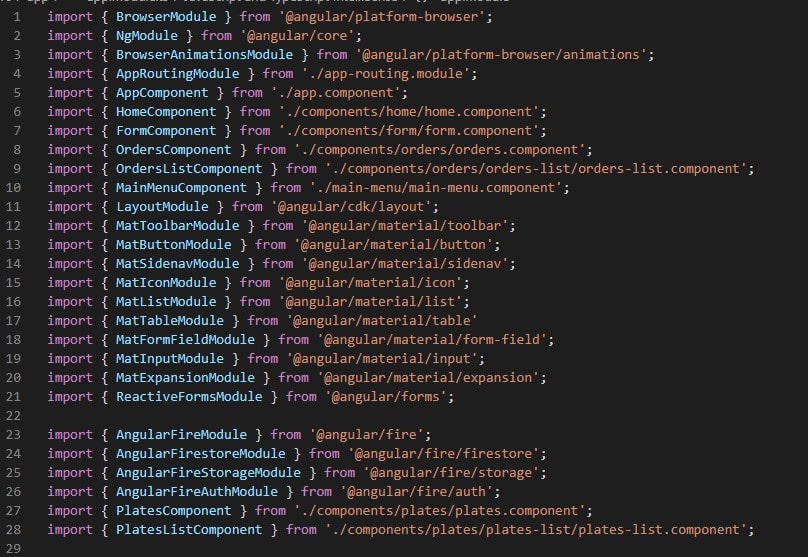 1 import { BrowserModule } from '@angular/platform-browser';
2 import { NgModule } from '@angular/core';
3 import { BrowserAnimationsModule } from '@angular/platform-browser/animations';
4 import { AppRoutingModule } from './app-routing.module';
5 import { AppComponent } from './app.component';
6 import { HomeComponent } from './components/home/home.component';
7 import { FormComponent } from './components/form/form.component';
8 import { OrdersComponent } from './components/orders/orders.component';
9 import { OrdersListComponent } from './components/orders/orders-list/orders-list.component';
10 import { MainMenuComponent } from './main-menu/main-menu.component';
11 import { LayoutModule } from '@angular/cdk/layout';
12 import { MatToolbarModule } from '@angular/material/toolbar';
13 import { MatButtonModule } from '@angular/material/button';
14 import { MatSidenavModule } from '@angular/material/sidenav';
15 import { MatIconModule } from '@angular/material/icon';
16 import { MatListModule } from '@angular/material/list';
17 import { MatTableModule } from '@angular/material/table'
18 import { MatFormFieldModule } from '@angular/material/form-field';
19 import { MatInputModule } from '@angular/material/input';
20 import { MatExpansionModule } from '@angular/material/expansion';
21 import { ReactiveFormsModule } from '@angular/forms';
22
23 import { AngularFireModule } from '@angular/fire';
24 import { AngularFirestoreModule } from '@angular/fire/firestore';
25 import { AngularFireStorageModule } from '@angular/fire/storage';
26 import { AngularFireAuthModule } from '@angular/fire/auth';
27 import { PlatesComponent } from './components/plates/plates.component';
28 import { PlatesListComponent } from './components/plates/plates-list/plates-list.component';
29